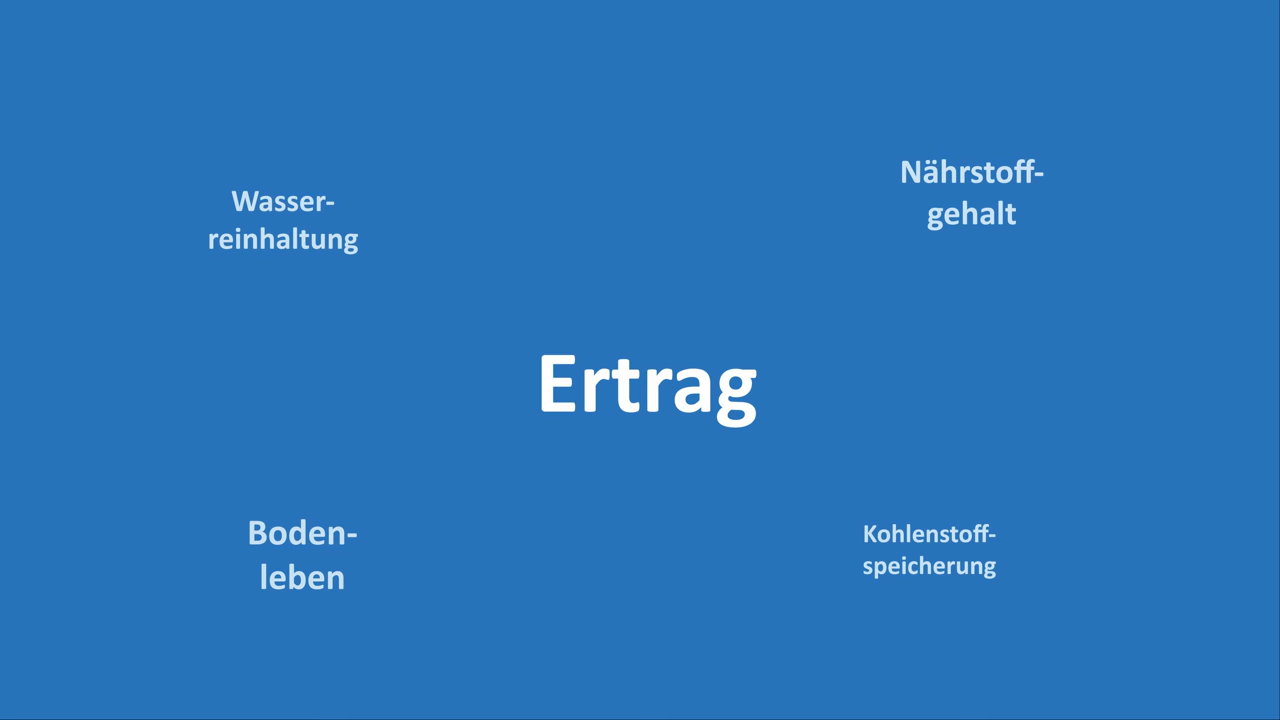 Wasser-
reinhaltung
Nährstoff-
gehalt
Ertrag
Boden-
leben
Kohlenstoff-
speicherung